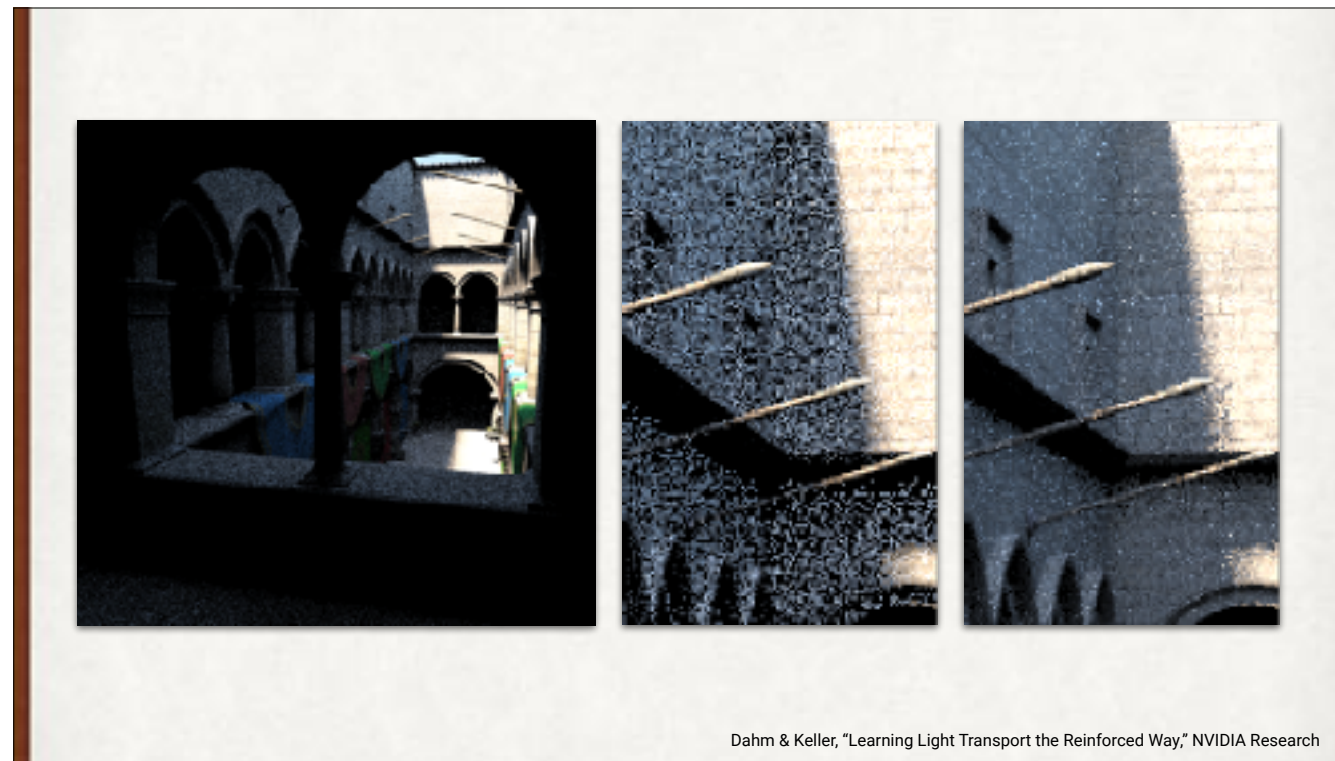 Dahm & Keller, “Learning Light Transport the Reinforced Way,” NVIDIA Research